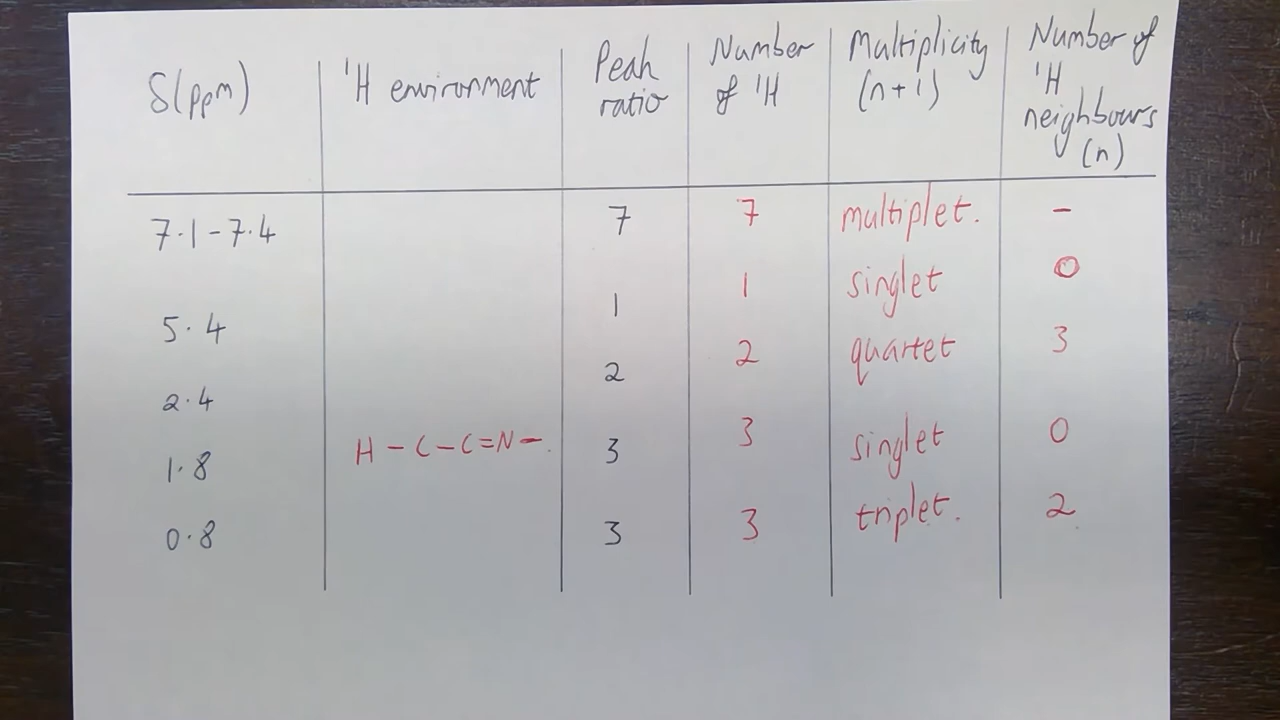 δ(ppm) ¹H environment Peak ratio Number of ¹H Multiplicity (n+1) Number of ¹H neighbours (n)
7.1-7.4 7 7 multiplet. -
5.4 1 1 singlet 0
2.4 2 2 quartet 3
1.8 H-C-C=N- 3 3 singlet 0
0.8 3 3 triplet. 2